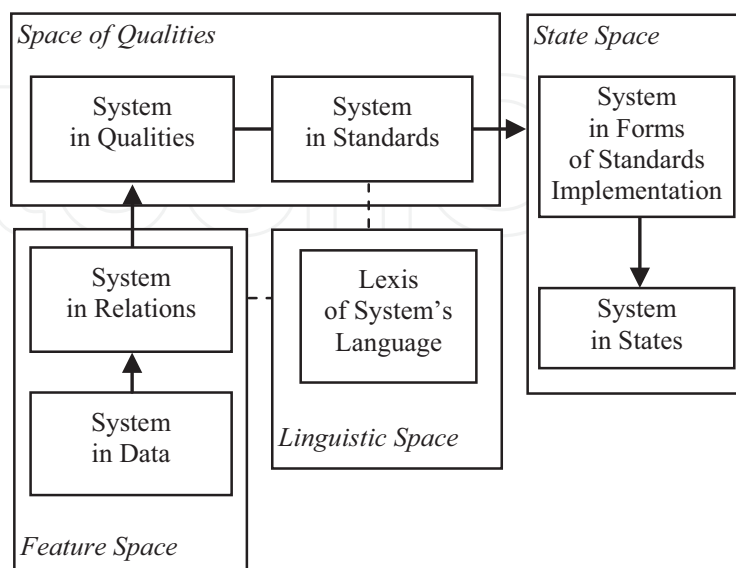 Space of Qualities
System
in Qualities
System
in Standards
State Space
System
in Forms
of Standards
Implementation
System
in States
System
in Relations
System
in Data
Feature Space
Lexis
of System's
Language
Linguistic Space